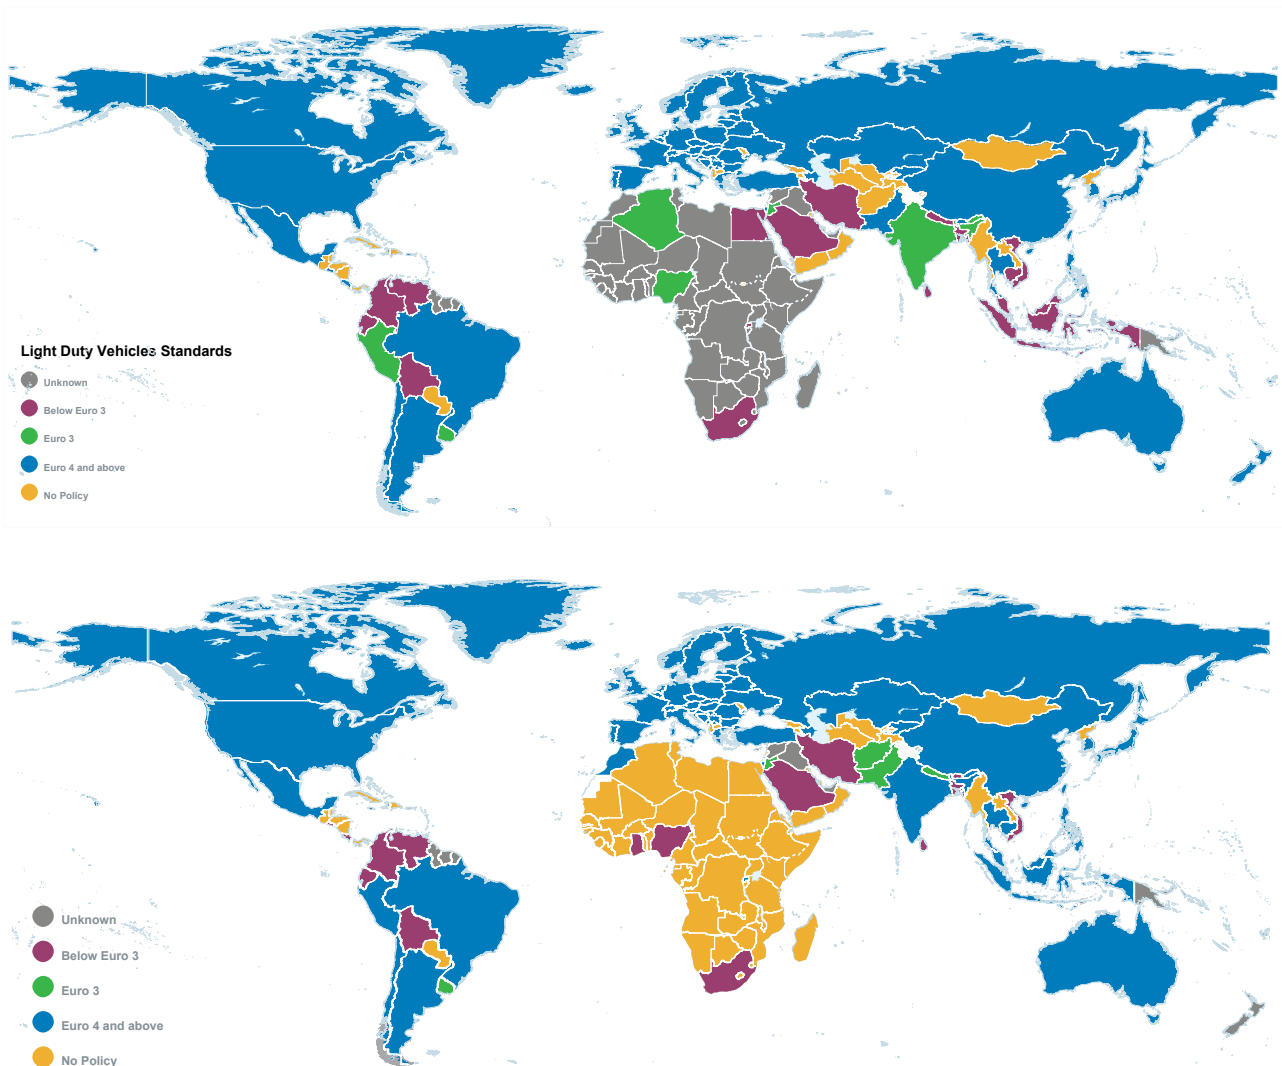 Light Duty Vehicles Standards
Unknown
Below Euro 3
Euro 3
Euro 4 and above
No Policy
Unknown
Below Euro 3
Euro 3
Euro 4 and above
No Policy